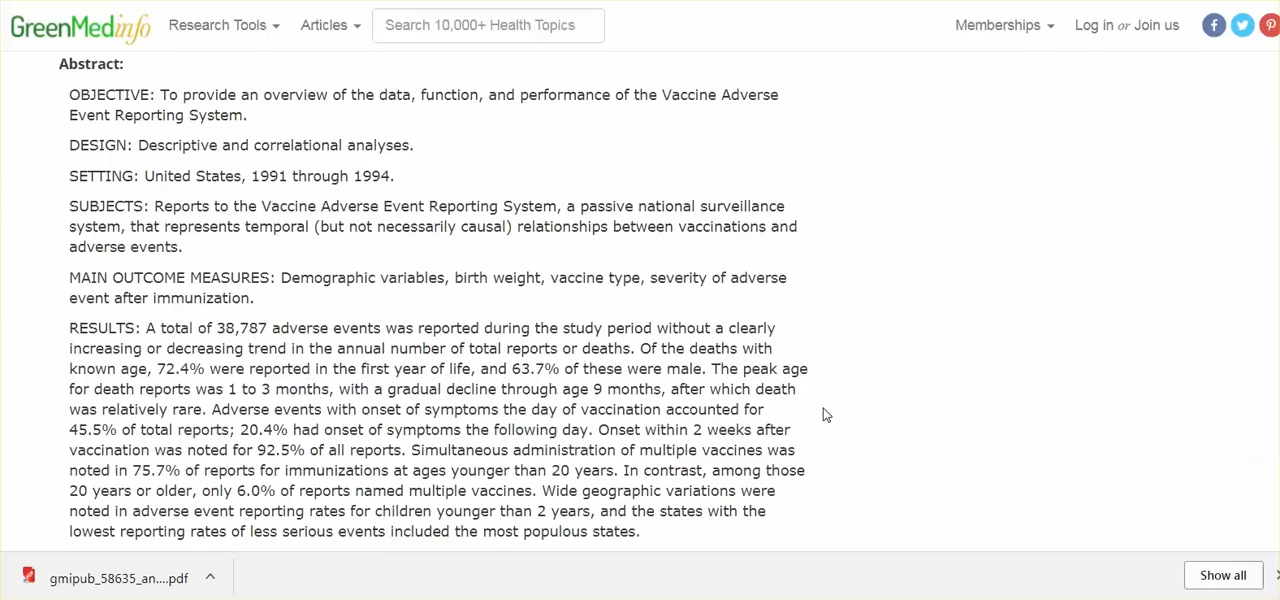 GreenMedinfo Research Tools Articles Search 10,000+ Health Topics Memberships Log in or Join us
Abstract:
OBJECTIVE: To provide an overview of the data, function, and performance of the Vaccine Adverse
Event Reporting System.
DESIGN: Descriptive and correlational analyses.
SETTING: United States, 1991 through 1994.
SUBJECTS: Reports to the Vaccine Adverse Event Reporting System, a passive national surveillance
system, that represents temporal (but not necessarily causal) relationships between vaccinations and
adverse events.
MAIN OUTCOME MEASURES: Demographic variables, birth weight, vaccine type, severity of adverse
event after immunization.
RESULTS: A total of 38,787 adverse events was reported during the study period without a clearly
increasing or decreasing trend in the annual number of total reports or deaths. Of the deaths with
known age, 72.4% were reported in the first year of life, and 63.7% of these were male. The peak age
for death reports was 1 to 3 months, with a gradual decline through age 9 months, after which death
was relatively rare. Adverse events with onset of symptoms the day of vaccination accounted for
45.5% of total reports; 20.4% had onset of symptoms the following day. Onset within 2 weeks after
vaccination was noted for 92.5% of all reports. Simultaneous administration of multiple vaccines was
noted in 75.7% of reports for immunizations at ages younger than 20 years. In contrast, among those
20 years or older, only 6.0% of reports named multiple vaccines. Wide geographic variations were
noted in adverse event reporting rates for children younger than 2 years, and the states with the
lowest reporting rates of less serious events included the most populous states.
gmipub_58635_an....pdf Show all